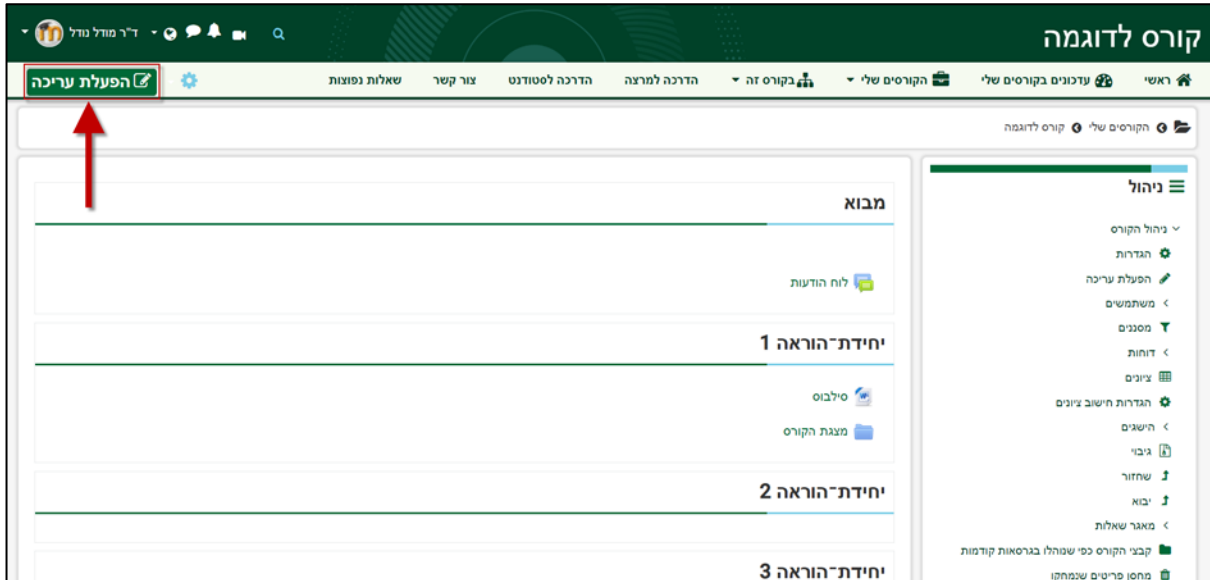 קורס לדוגמה
ד"ר מודל נודל
ראשי עדכונים בקורסים שלי הקורסים שלי בקורס זה הדרכה למרצה הדרכה לסטודנט צור קשר שאלות נפוצות הפעלת עריכה
הקורסים שלי קורס לדוגמה
ניהול
ניהול הקורס
הגדרות
הפעלת עריכה
משתמשים
מסננים
דוחות
ציונים
הגדרות חישוב ציונים
הישגים
גיבוי
שחזור
יבוא
מאגר שאלות
קבצי הקורס כפי שנוהלו בגרסאות קודמות
מחסן פריטים שנמחקו
מבוא
לוח הודעות
יחידת־הוראה 1
סילבוס
מצגת הקורס
יחידת־הוראה 2
יחידת־הוראה 3